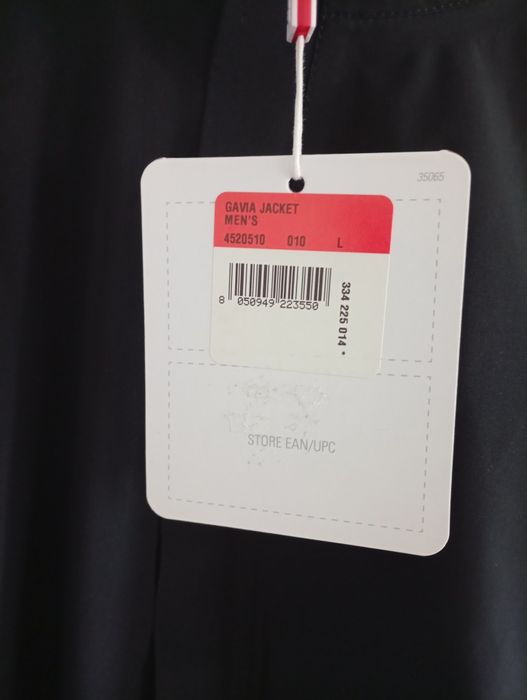 35065
GAVIA JACKET
MEN'S
4520510 010 L
8 050949 223550
334 225 014 *
STORE EAN/UPC